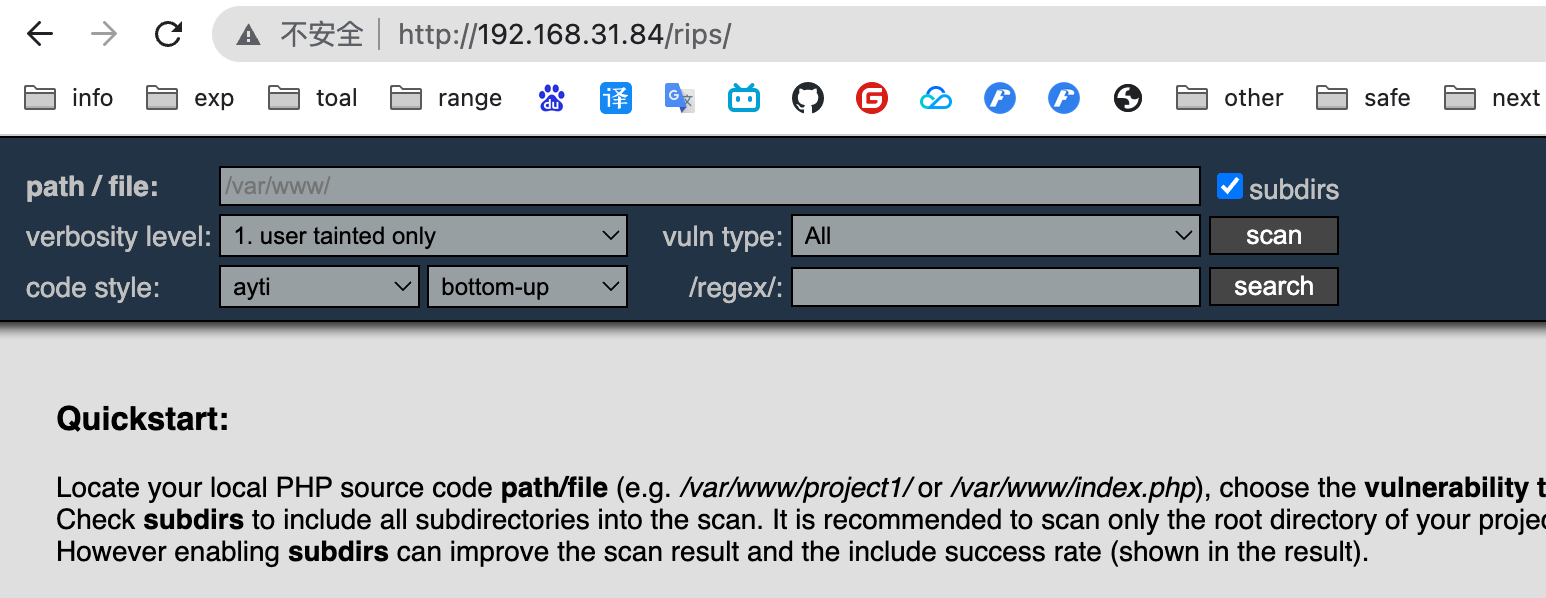 不安全 http://192.168.31.84/rips/
info exp toal range du 译 G 文 G other safe next
path / file: /var/www/ subdirs
verbosity level: 1. user tainted only vuln type: All scan
code style: ayti bottom-up /regex/: search
Quickstart:
Locate your local PHP source code path/file (e.g. /var/www/project1/ or /var/www/index.php), choose the vulnerability t
Check subdirs to include all subdirectories into the scan. It is recommended to scan only the root directory of your projec
However enabling subdirs can improve the scan result and the include success rate (shown in the result).